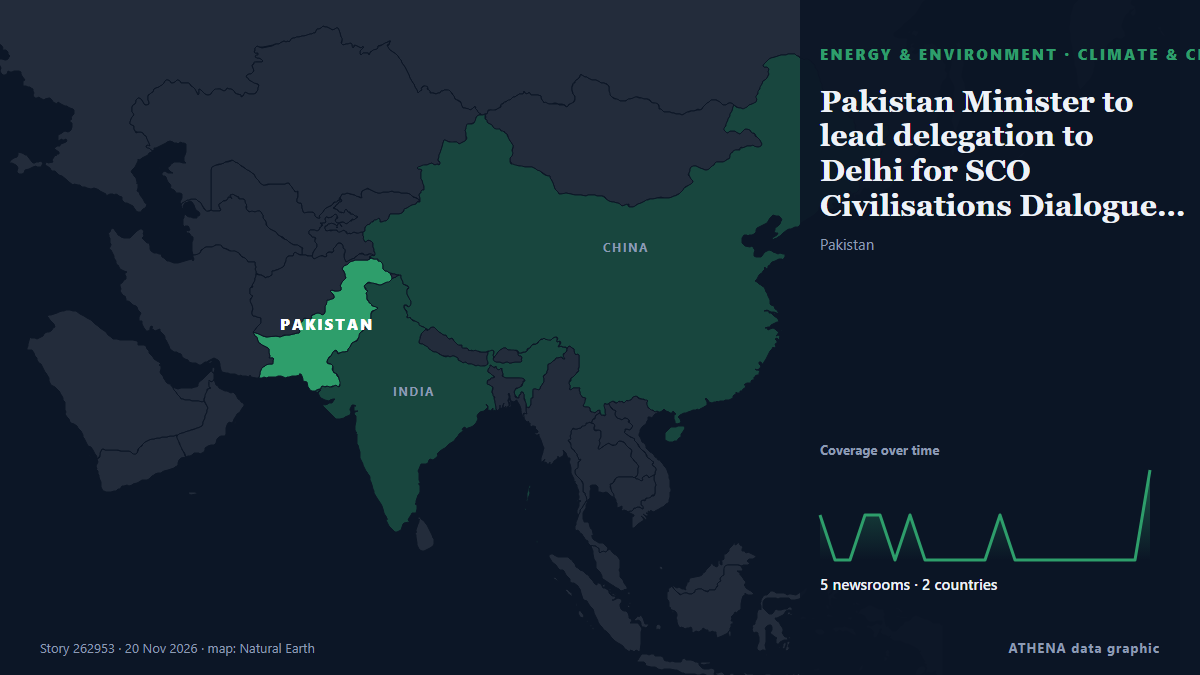 ENERGY & ENVIRONMENT · CLIMATE &
Pakistan Minister to
lead delegation to
Delhi for SCO
Civilisations Dialogue...
Pakistan
CHINA
PAKISTAN
INDIA
Coverage over time
5 newsrooms · 2 countries
Story 262953 · 20 Nov 2026 · map: Natural Earth
ATHENA data graphic